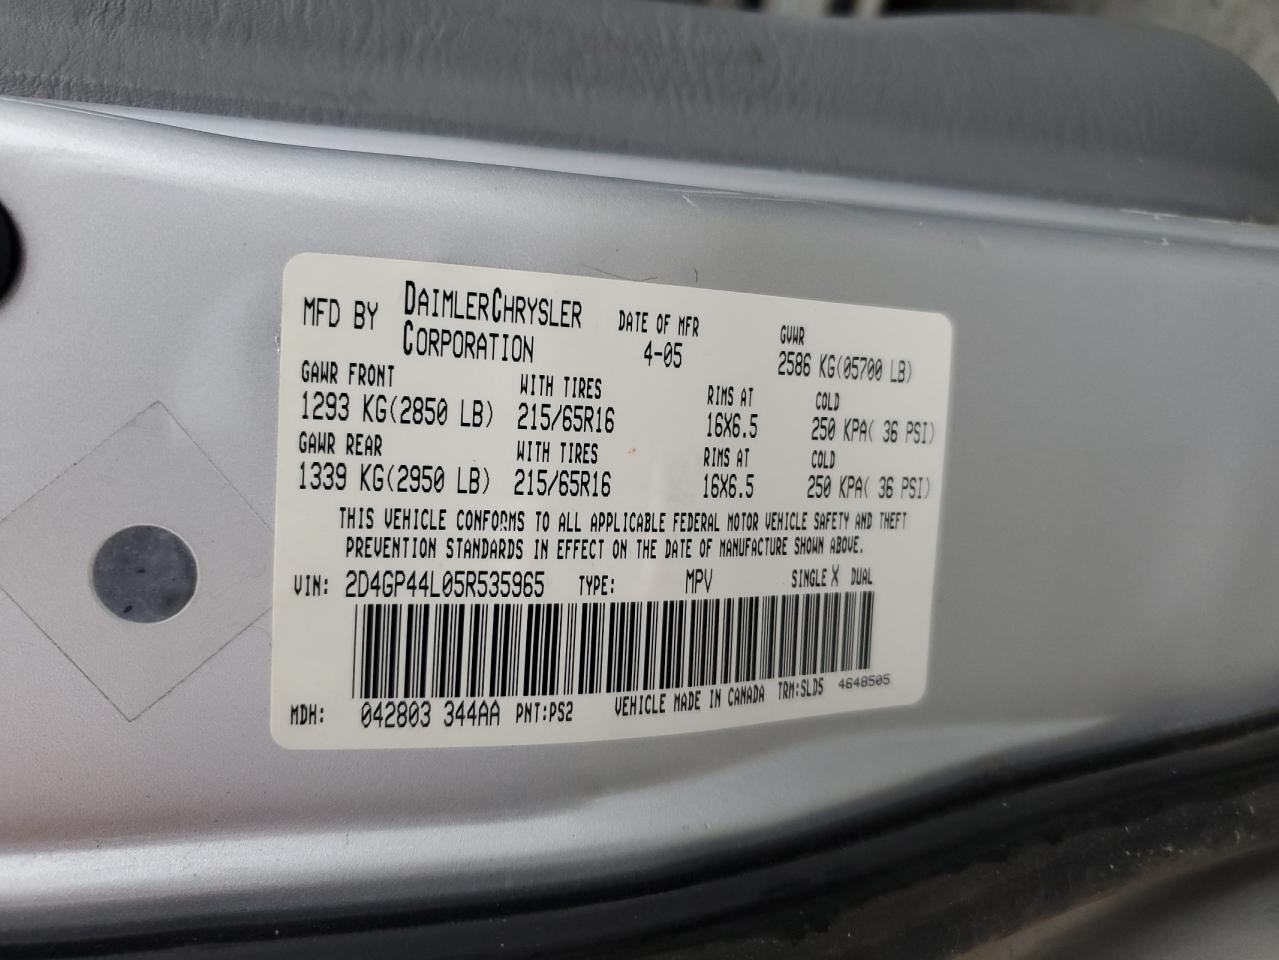 MFD BY DAIMLERCHRYSLER CORPORATION DATE OF MFR 4-05 GVWR 2586 KG(05700 LB)
GAWR FRONT WITH TIRES RIMS AT COLD
1293 KG(2850 LB) 215/65R16 16X6.5 250 KPA( 36 PSI)
GAWR REAR WITH TIRES RIMS AT COLD
1339 KG(2950 LB) 215/65R16 16X6.5 250 KPA( 36 PSI)
THIS VEHICLE CONFORMS TO ALL APPLICABLE FEDERAL MOTOR VEHICLE SAFETY AND THEFT
PREVENTION STANDARDS IN EFFECT ON THE DATE OF MANUFACTURE SHOWN ABOVE.
VIN: 2D4GP44L05R535965 TYPE: MPV SINGLE X DUAL
MDH: 042803 344AA PNT:PS2 VEHICLE MADE IN CANADA TRM:SLD5 4648505